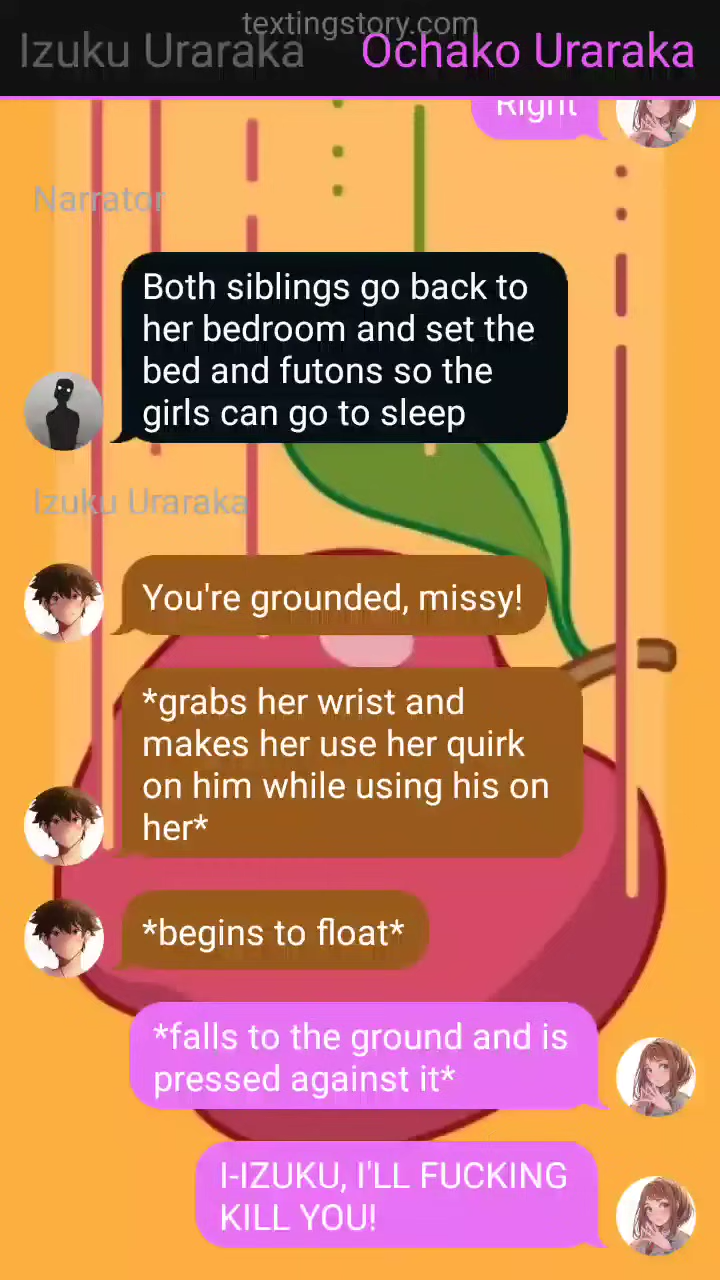 textingstory.com
Izuku Uraraka
Ochako Uraraka
Right
Narrator
Both siblings go back to
her bedroom and set the
bed and futons so the
girls can go to sleep
Izuku Uraraka
You're grounded, missy!
*grabs her wrist and
makes her use her quirk
on him while using his on
her*
*begins to float*
*falls to the ground and is
pressed against it*
I-IZUKU, I'LL FUCKING
KILL YOU!